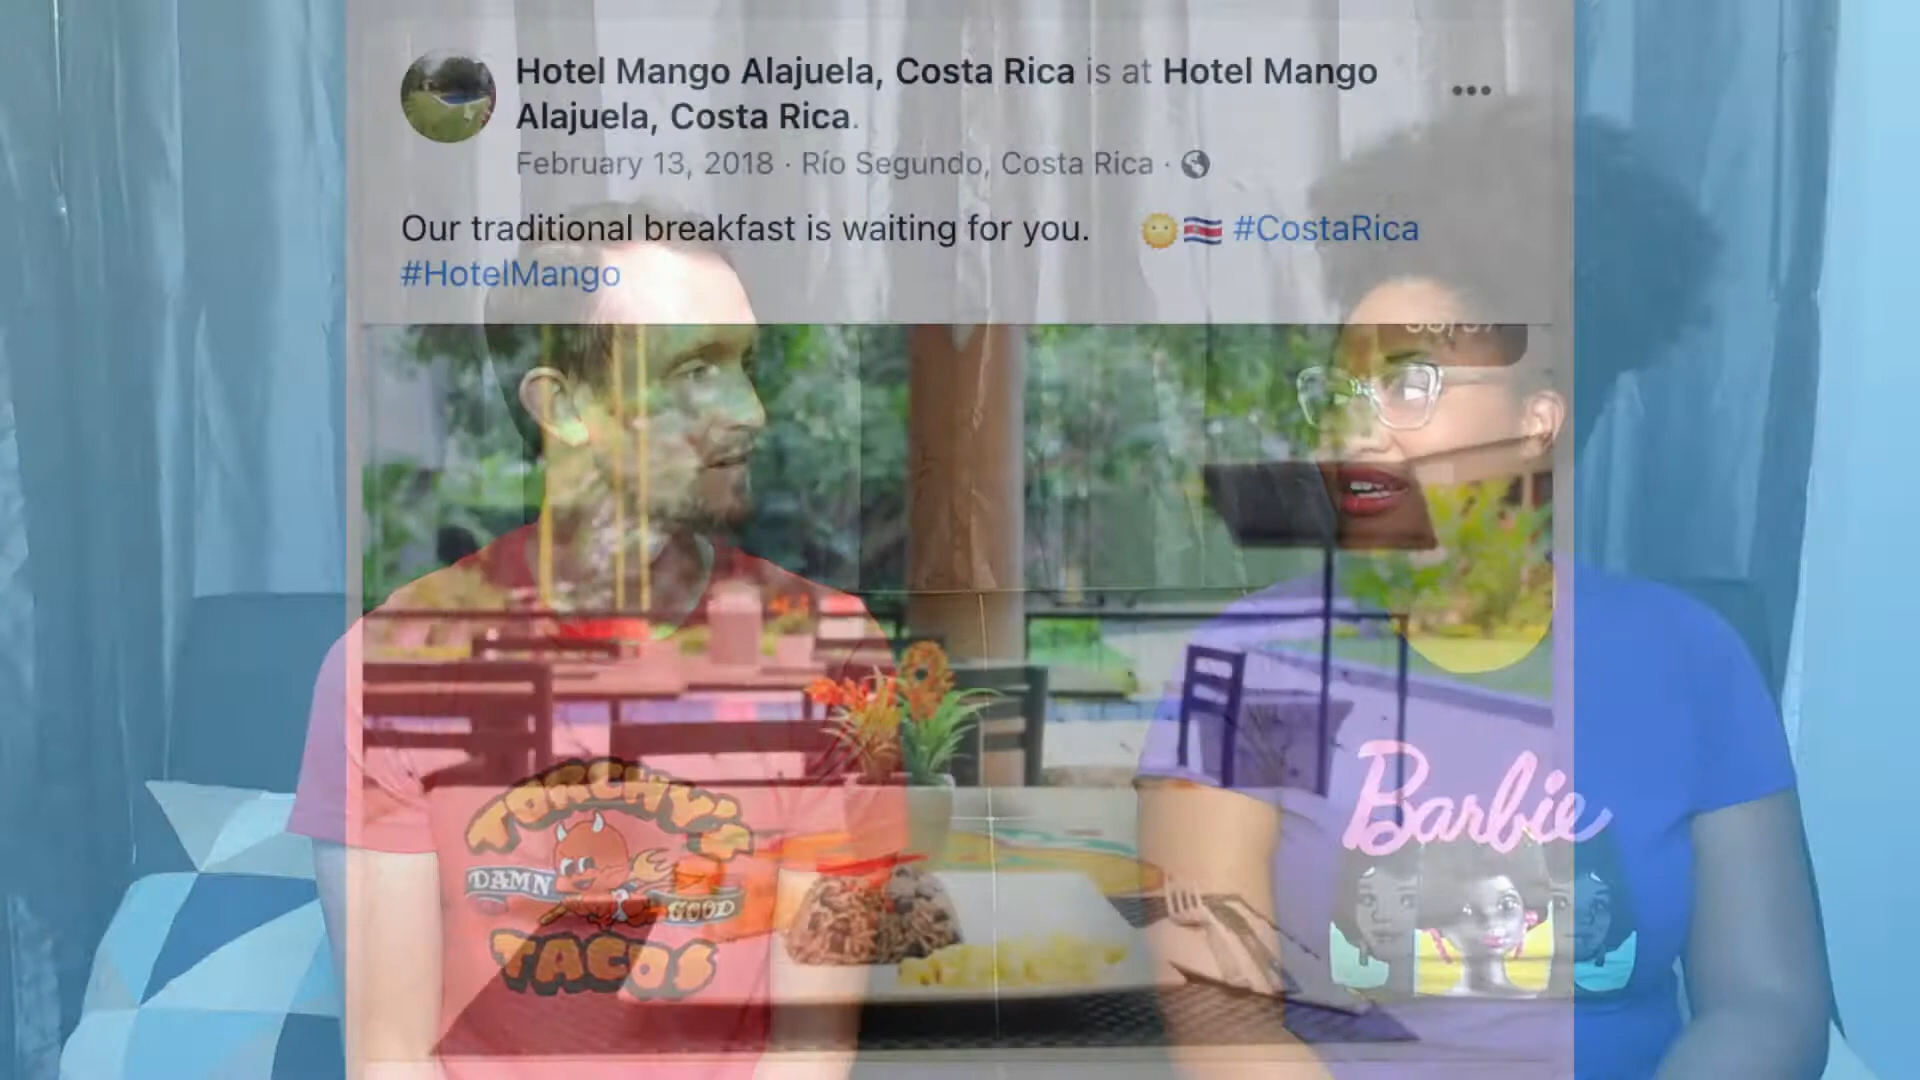 Hotel Mango Alajuela, Costa Rica is at Hotel Mango
Alajuela, Costa Rica.
February 13, 2018 · Río Segundo, Costa Rica ·
Our traditional breakfast is waiting for you. 🌞🇨🇷 #CostaRica
#HotelMango
TORCHY'S
DAMN GOOD
TACOS
Barbie